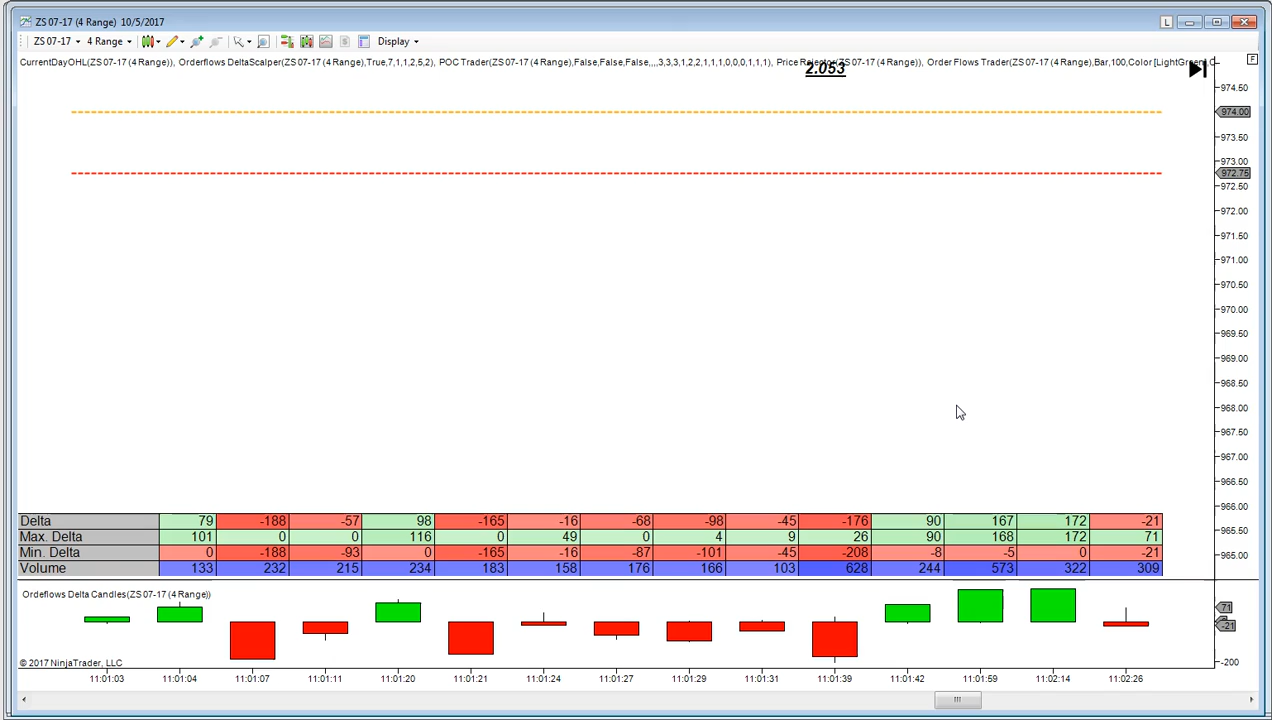 ZS 07-17 (4 Range) 10/5/2017
L
ZS 07-17 4 Range Display
CurrentDayOHL(ZS 07-17 (4 Range)), Orderflows DeltaScalper(ZS 07-17 (4 Range),True,7,1,1,2,5,2), POC Trader(ZS 07-17 (4 Range),False,False,False,,,,3,3,3,1,2,2,1,1,1,0,0,0,1,1,1), Price Rejector(ZS 07-17 (4 Range)), Order Flows Trader(ZS 07-17 (4 Range),Bar,100,Color [LightGreen],C
F
2.053
974.50
974.00
973.50
973.00
972.75
972.50
972.00
971.50
971.00
970.50
970.00
969.50
969.00
968.50
968.00
967.50
967.00
966.50
966.00
965.50
965.00
Delta 79 -188 -57 98 -165 -16 -68 -98 -45 -176 90 167 172 -21
Max. Delta 101 0 0 116 0 49 0 4 9 26 90 168 172 71
Min. Delta 0 -188 -93 0 -165 -16 -87 -101 -45 -208 -8 -5 0 -21
Volume 133 232 215 234 183 158 176 166 103 628 244 573 322 309
Ordeflows Delta Candles(ZS 07-17 (4 Range))
71
-21
-200
© 2017 NinjaTrader, LLC
11:01:03 11:01:04 11:01:07 11:01:11 11:01:20 11:01:21 11:01:24 11:01:27 11:01:29 11:01:31 11:01:39 11:01:42 11:01:59 11:02:14 11:02:26